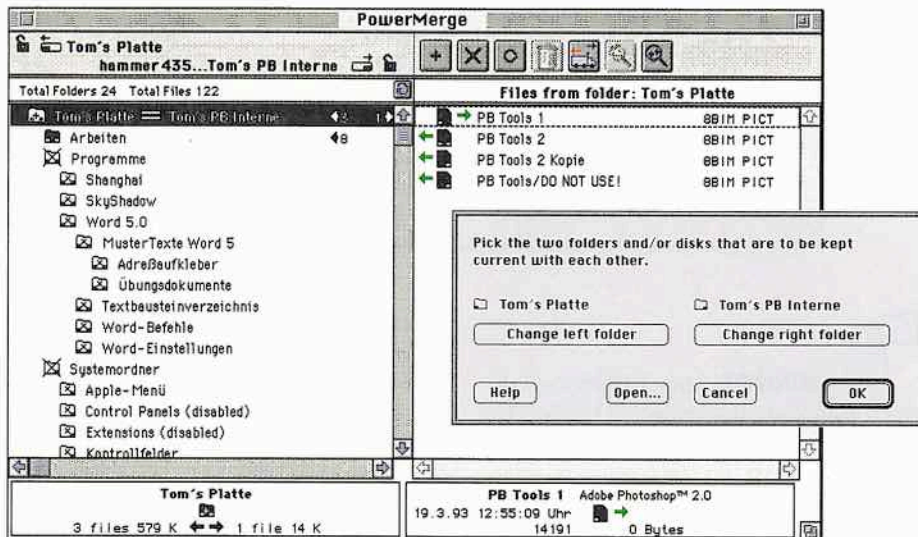 PowerMerge
Tom's Platte
hammer435...Tom's PB Interne
Total Folders 24 Total Files 122
Files from folder: Tom's Platte
Tom's Platte = Tom's PB Interne
Arbeiten 8
Programme
Shanghai
SkyShadow
Word 5.0
MusterTexte Word 5
Adreßaufkleber
Übungsdokumente
Textbausteinverzeichnis
Word-Befehle
Word-Einstellungen
Systemordner
Apple-Menü
Control Panels (disabled)
Extensions (disabled)
Kontrollfelder
PB Tools 1 8BIM PICT
PB Tools 2 8BIM PICT
PB Tools 2 Kopie 8BIM PICT
PB Tools/DO NOT USE! 8BIM PICT
Pick the two folders and/or disks that are to be kept
current with each other.
Tom's Platte Tom's PB Interne
Change left folder Change right folder
Help Open... Cancel OK
Tom's Platte
3 files 579 K 1 file 14 K
PB Tools 1 Adobe Photoshop™ 2.0
19.3.93 12:55:09 Uhr
14191 0 Bytes